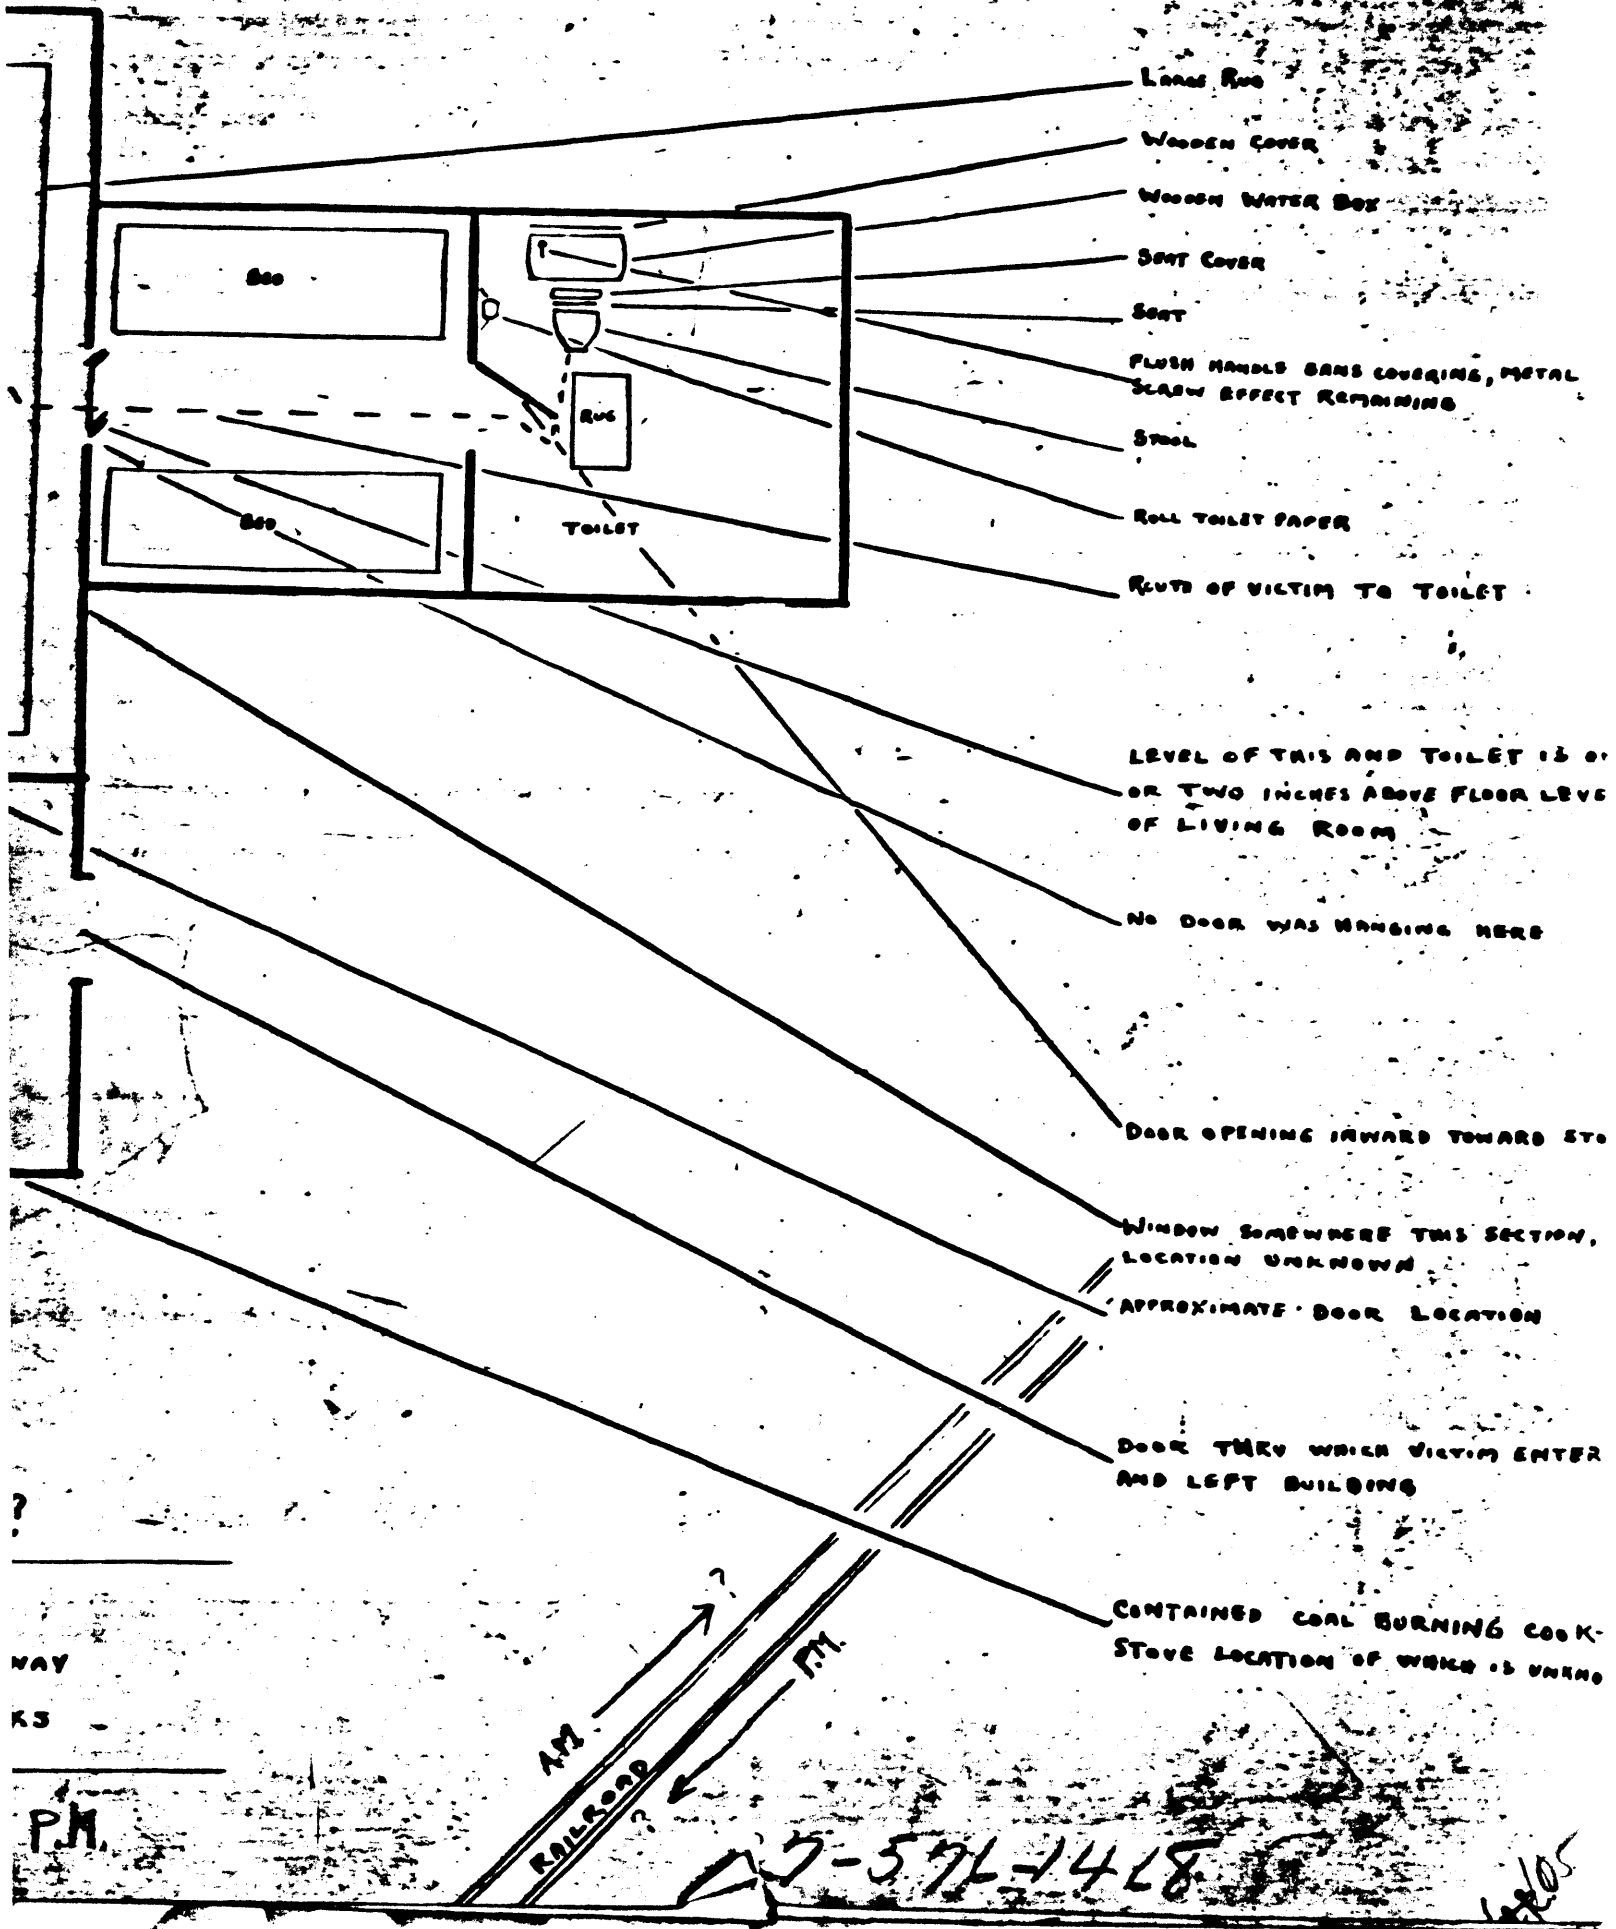 LARGE RUG
WOODEN COVER
WOODEN WATER BOX
SEAT COVER
SEAT
FLUSH HANDLE BANS COVERING, METAL
SCREW EFFECT REMAINING
STOOL
ROLL TOILET PAPER
ROUTE OF VICTIM TO TOILET
BED
RUG
BED
TOILET
LEVEL OF THIS AND TOILET IS O
OR TWO INCHES ABOVE FLOOR LEVE
OF LIVING ROOM
NO DOOR WAS HANGING HERE
DOOR OPENING INWARD TOWARD STO
WINDOW SOMEWHERE THIS SECTION,
LOCATION UNKNOWN
APPROXIMATE DOOR LOCATION
DOOR THRU WHICH VICTIM ENTER
AND LEFT BUILDING
CONTAINED COAL BURNING COOK-
STOVE LOCATION OF WHICH IS UNKNO
?
WAY
KS
P.M.
?
A.M.
P.M.
RAILROAD
?
7-576-1468